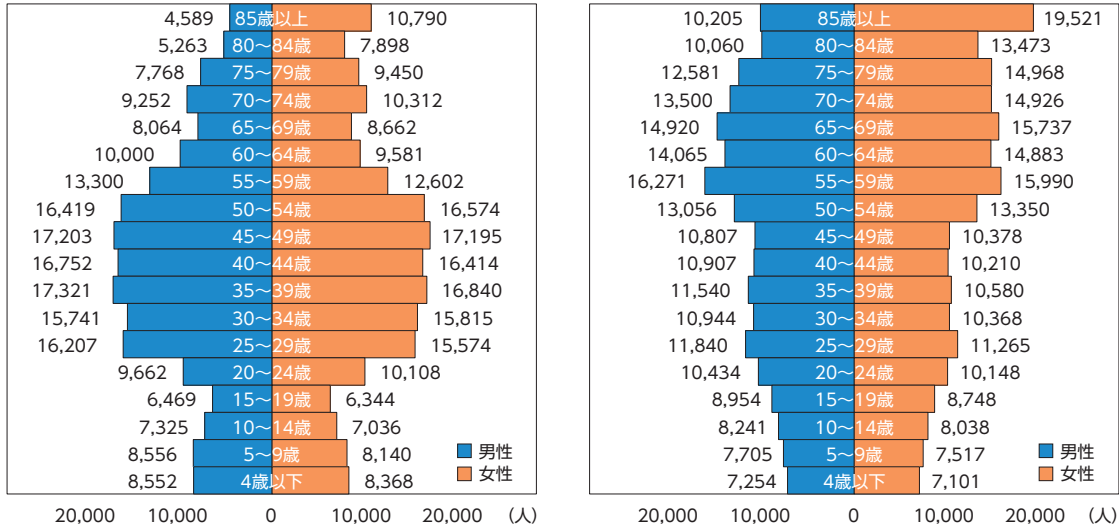 4,589 85歳以上 10,790
5,263 80～84歳 7,898
7,768 75～79歳 9,450
9,252 70～74歳 10,312
8,064 65～69歳 8,662
10,000 60～64歳 9,581
13,300 55～59歳 12,602
16,419 50～54歳 16,574
17,203 45～49歳 17,195
16,752 40～44歳 16,414
17,321 35～39歳 16,840
15,741 30～34歳 15,815
16,207 25～29歳 15,574
9,662 20～24歳 10,108
6,469 15～19歳 6,344
7,325 10～14歳 7,036
8,556 5～9歳 8,140
8,552 4歳以下 8,368
男性
女性
20,000 10,000 0 10,000 20,000 (人)
10,205 85歳以上 19,521
10,060 80～84歳 13,473
12,581 75～79歳 14,968
13,500 70～74歳 14,926
14,920 65～69歳 15,737
14,065 60～64歳 14,883
16,271 55～59歳 15,990
13,056 50～54歳 13,350
10,807 45～49歳 10,378
10,907 40～44歳 10,210
11,540 35～39歳 10,580
10,944 30～34歳 10,368
11,840 25～29歳 11,265
10,434 20～24歳 10,148
8,954 15～19歳 8,748
8,241 10～14歳 8,038
7,705 5～9歳 7,517
7,254 4歳以下 7,101
男性
女性
20,000 10,000 0 10,000 20,000 (人)